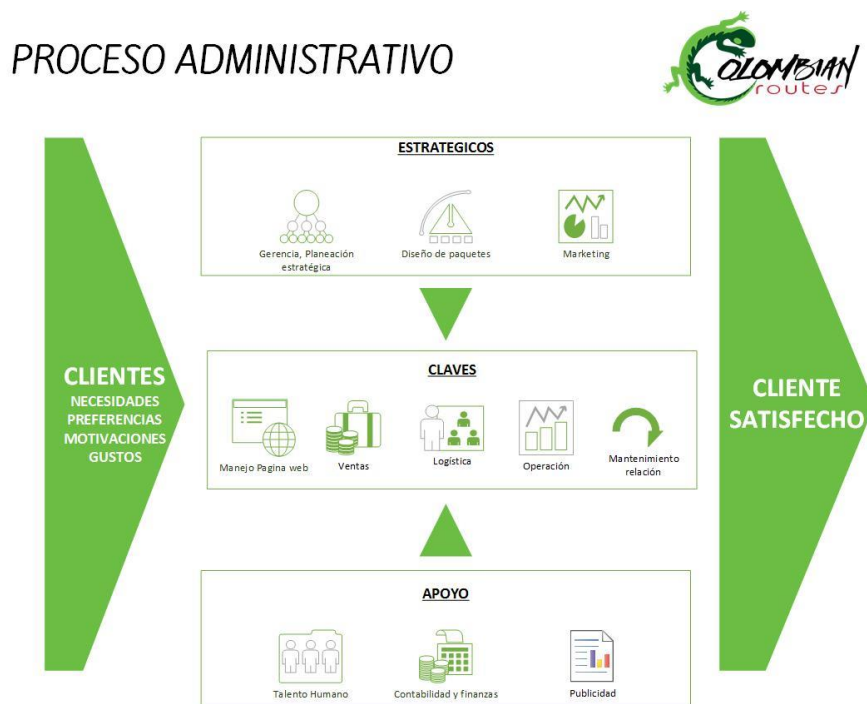 PROCESO ADMINISTRATIVO
COLOMBIAN
routes
ESTRATEGICOS
Gerencia, Planeación
estratégica
Diseño de paquetes
Marketing
CLIENTES
NECESIDADES
PREFERENCIAS
MOTIVACIONES
GUSTOS
CLAVES
Manejo Pagina web
Ventas
Logística
Operación
Mantenimiento
relación
CLIENTE
SATISFECHO
APOYO
Talento Humano
Contabilidad y finanzas
Publicidad